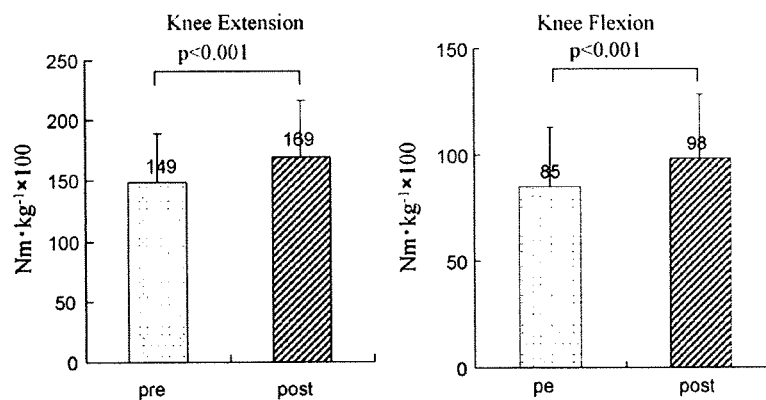 Knee Extension
p<0.001
Nm・kg⁻¹×100
250
200
150
100
50
0
149
169
pre
post
Knee Flexion
p<0.001
Nm・kg⁻¹×100
150
100
50
0
85
98
pe
post